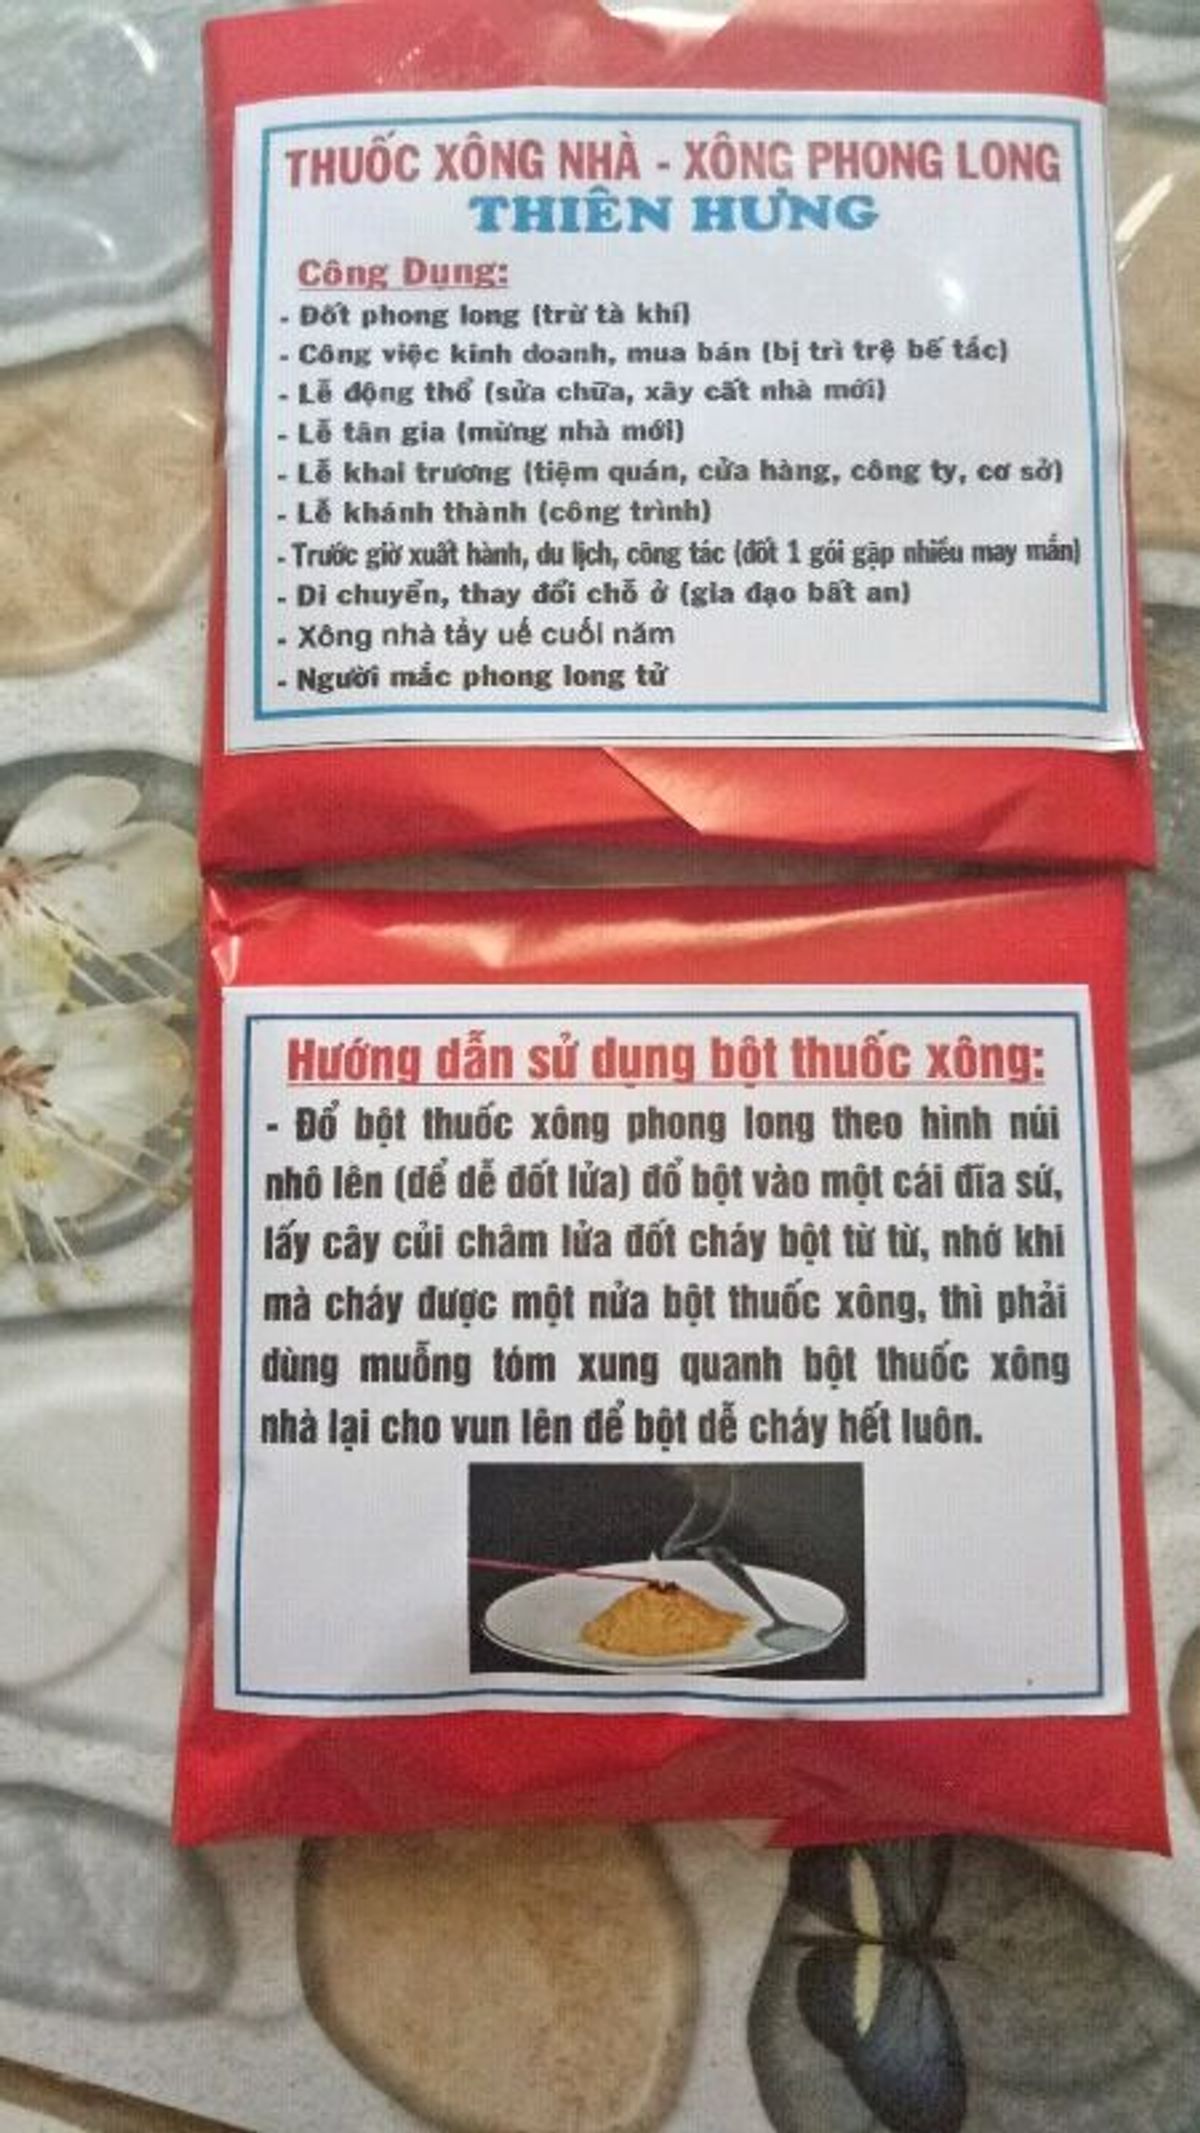 THUỐC XÔNG NHÀ - XÔNG PHONG LONG
THIÊN HƯNG
Công Dụng:
- Đốt phong long (trừ tà khí)
- Công việc kinh doanh, mua bán (bị trì trệ bế tắc)
- Lễ động thổ (sửa chữa, xây cất nhà mới)
- Lễ tân gia (mừng nhà mới)
- Lễ khai trương (tiệm quán, cửa hàng, công ty, cơ sở)
- Lễ khánh thành (công trình)
- Trước giờ xuất hành, du lịch, công tác (đốt 1 gói gặp nhiều may mắn)
- Di chuyển, thay đổi chỗ ở (gia đạo bất an)
- Xông nhà tẩy uế cuối năm
- Người mắc phong long tử
Hướng dẫn sử dụng bột thuốc xông:
- Đổ bột thuốc xông phong long theo hình núi
nhô lên (để dễ đốt lửa) đổ bột vào một cái đĩa sứ,
lấy cây củi châm lửa đốt cháy bột từ từ, nhớ khi
mà cháy được một nửa bột thuốc xông, thì phải
dùng muỗng tóm xung quanh bột thuốc xông
nhà lại cho vun lên để bột dễ cháy hết luôn.